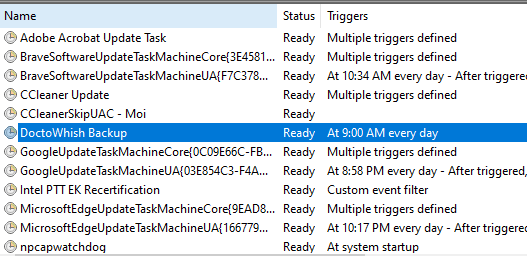 Name Status Triggers
Adobe Acrobat Update Task Ready Multiple triggers defined
BraveSoftwareUpdateTaskMachineCore{3E4581... Ready Multiple triggers defined
BraveSoftwareUpdateTaskMachineUA{F7C378... Ready At 10:34 AM every day - After triggered
CCleaner Update Ready Multiple triggers defined
CCleanerSkipUAC - Moi Ready
DoctoWhish Backup Ready At 9:00 AM every day
GoogleUpdateTaskMachineCore{0C09E66C-FB... Ready Multiple triggers defined
GoogleUpdateTaskMachineUA{03E854C3-F4A... Ready At 8:58 PM every day - After triggered,
Intel PTT EK Recertification Ready Custom event filter
MicrosoftEdgeUpdateTaskMachineCore{9EAD8... Ready Multiple triggers defined
MicrosoftEdgeUpdateTaskMachineUA{166779... Ready At 10:17 PM every day - After triggered
npcapwatchdog Ready At system startup